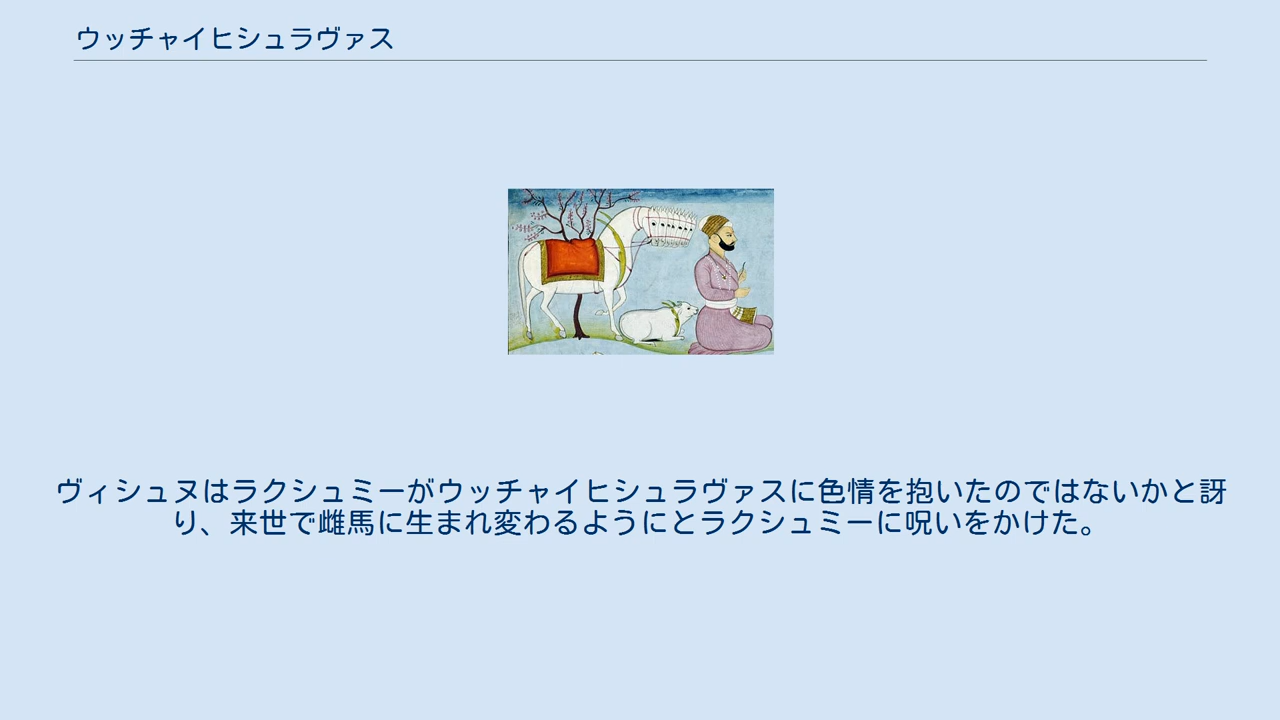 ウッチャイヒシュラヴァス
ヴィシュヌはラクシュミーがウッチャイヒシュラヴァスに色情を抱いたのではないかと訝
り、来世で雌馬に生まれ変わるようにとラクシュミーに呪いをかけた。